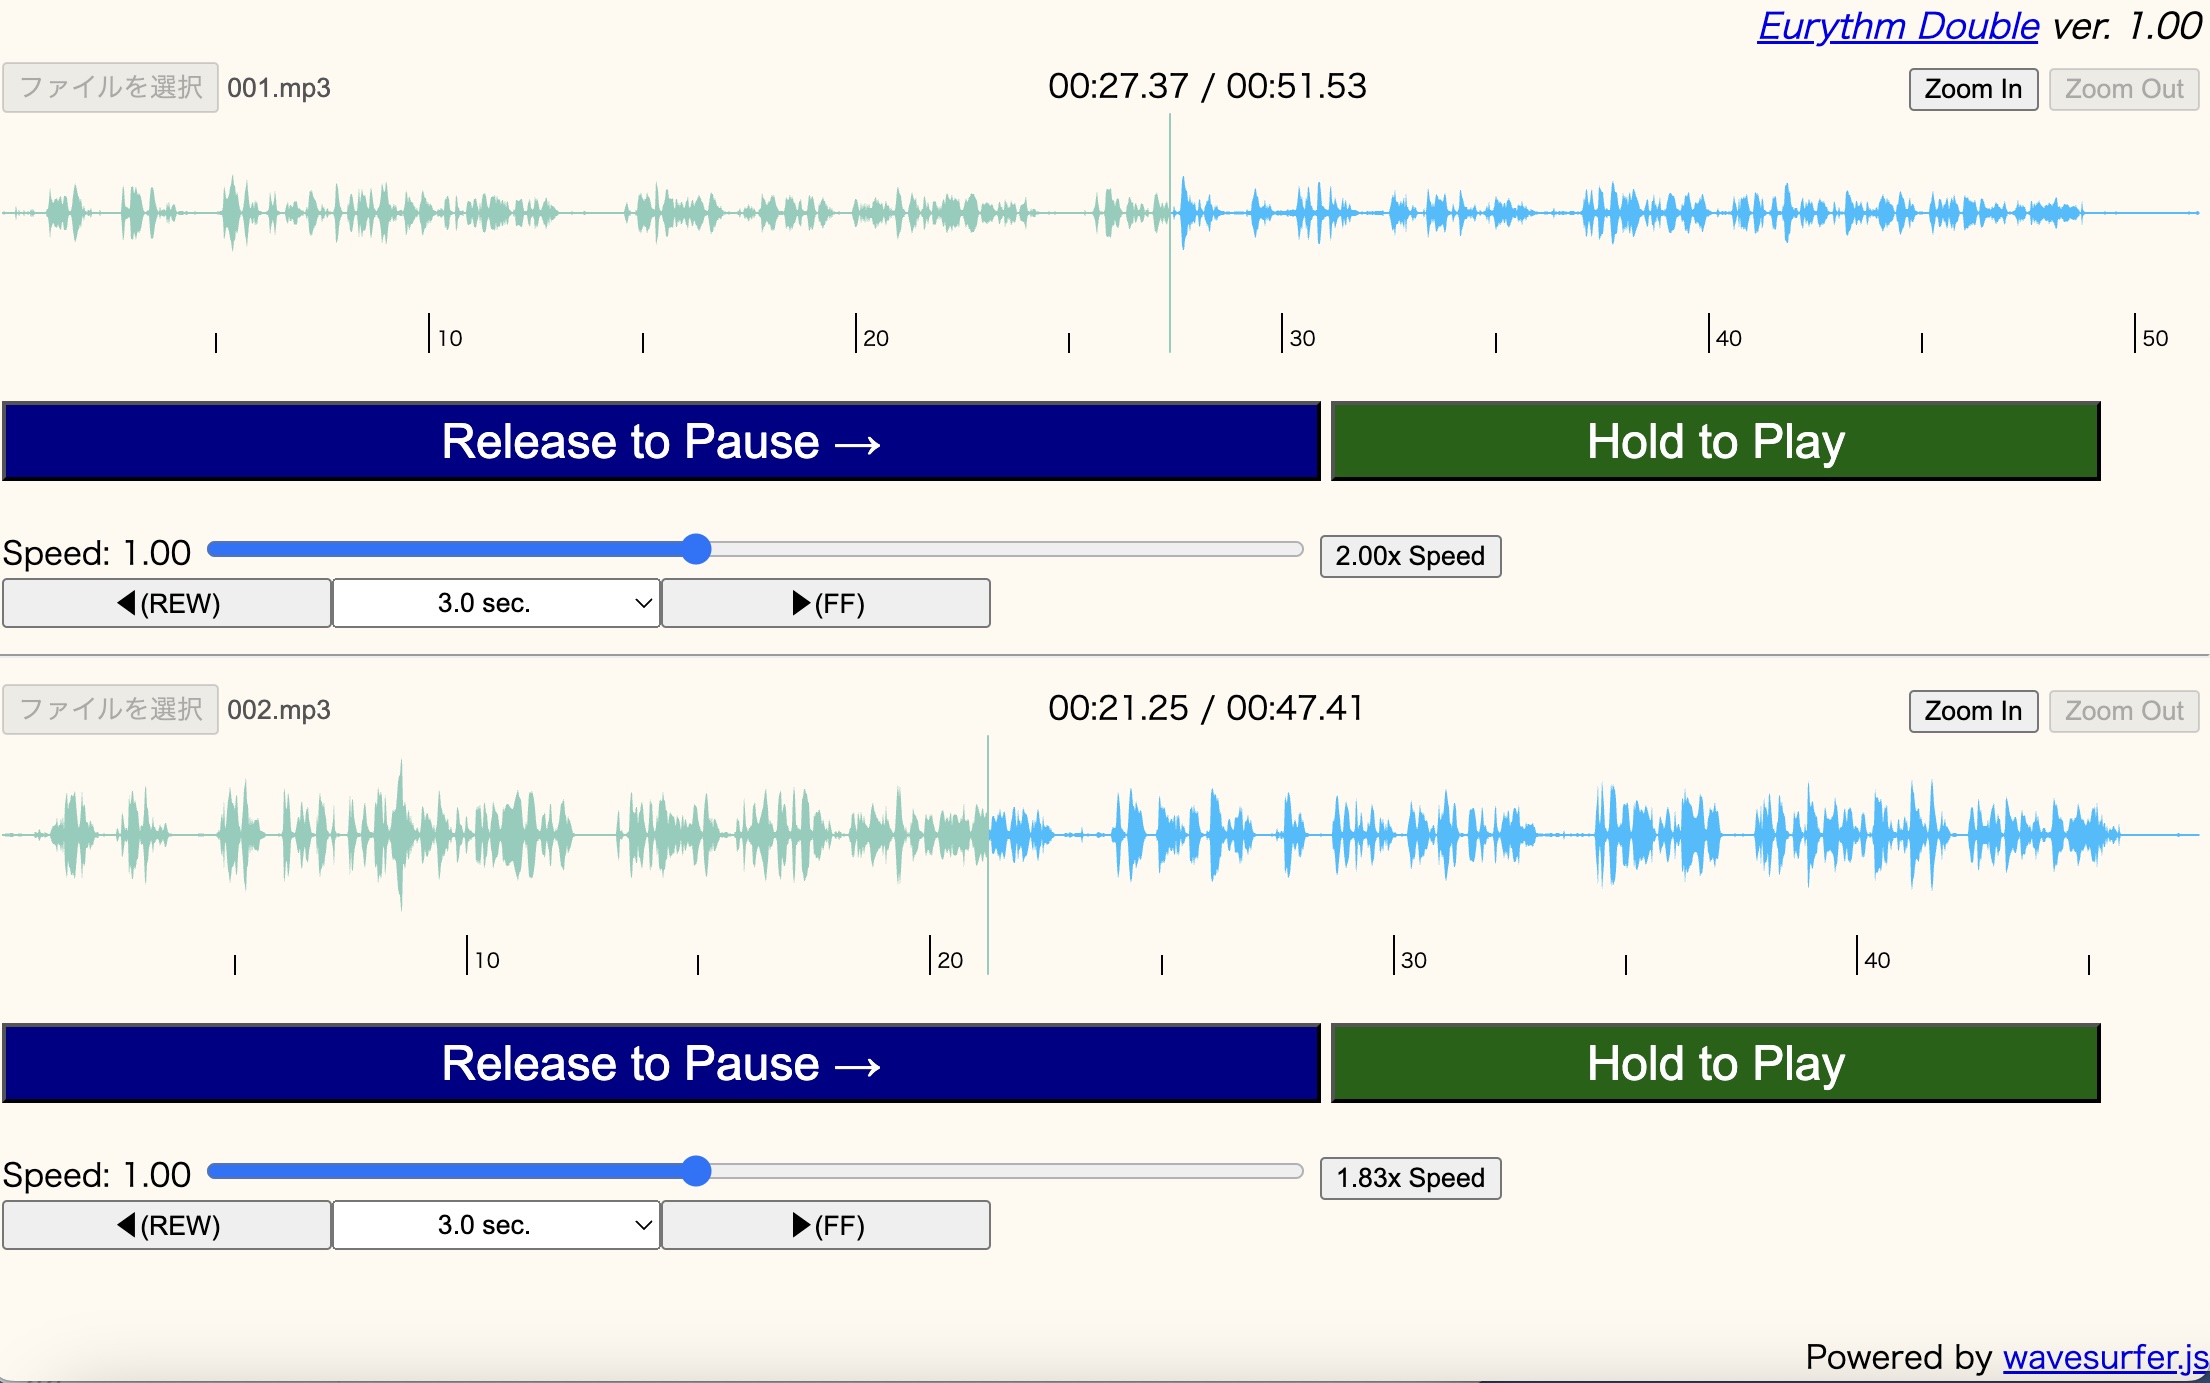 Eurythm Double ver. 1.00
ファイルを選択 001.mp3 00:27.37 / 00:51.53 Zoom In Zoom Out
10 20 30 40 50
Release to Pause → Hold to Play
Speed: 1.00 2.00x Speed
◀(REW) 3.0 sec. ▶(FF)
ファイルを選択 002.mp3 00:21.25 / 00:47.41 Zoom In Zoom Out
10 20 30 40
Release to Pause → Hold to Play
Speed: 1.00 1.83x Speed
◀(REW) 3.0 sec. ▶(FF)
Powered by wavesurfer.js